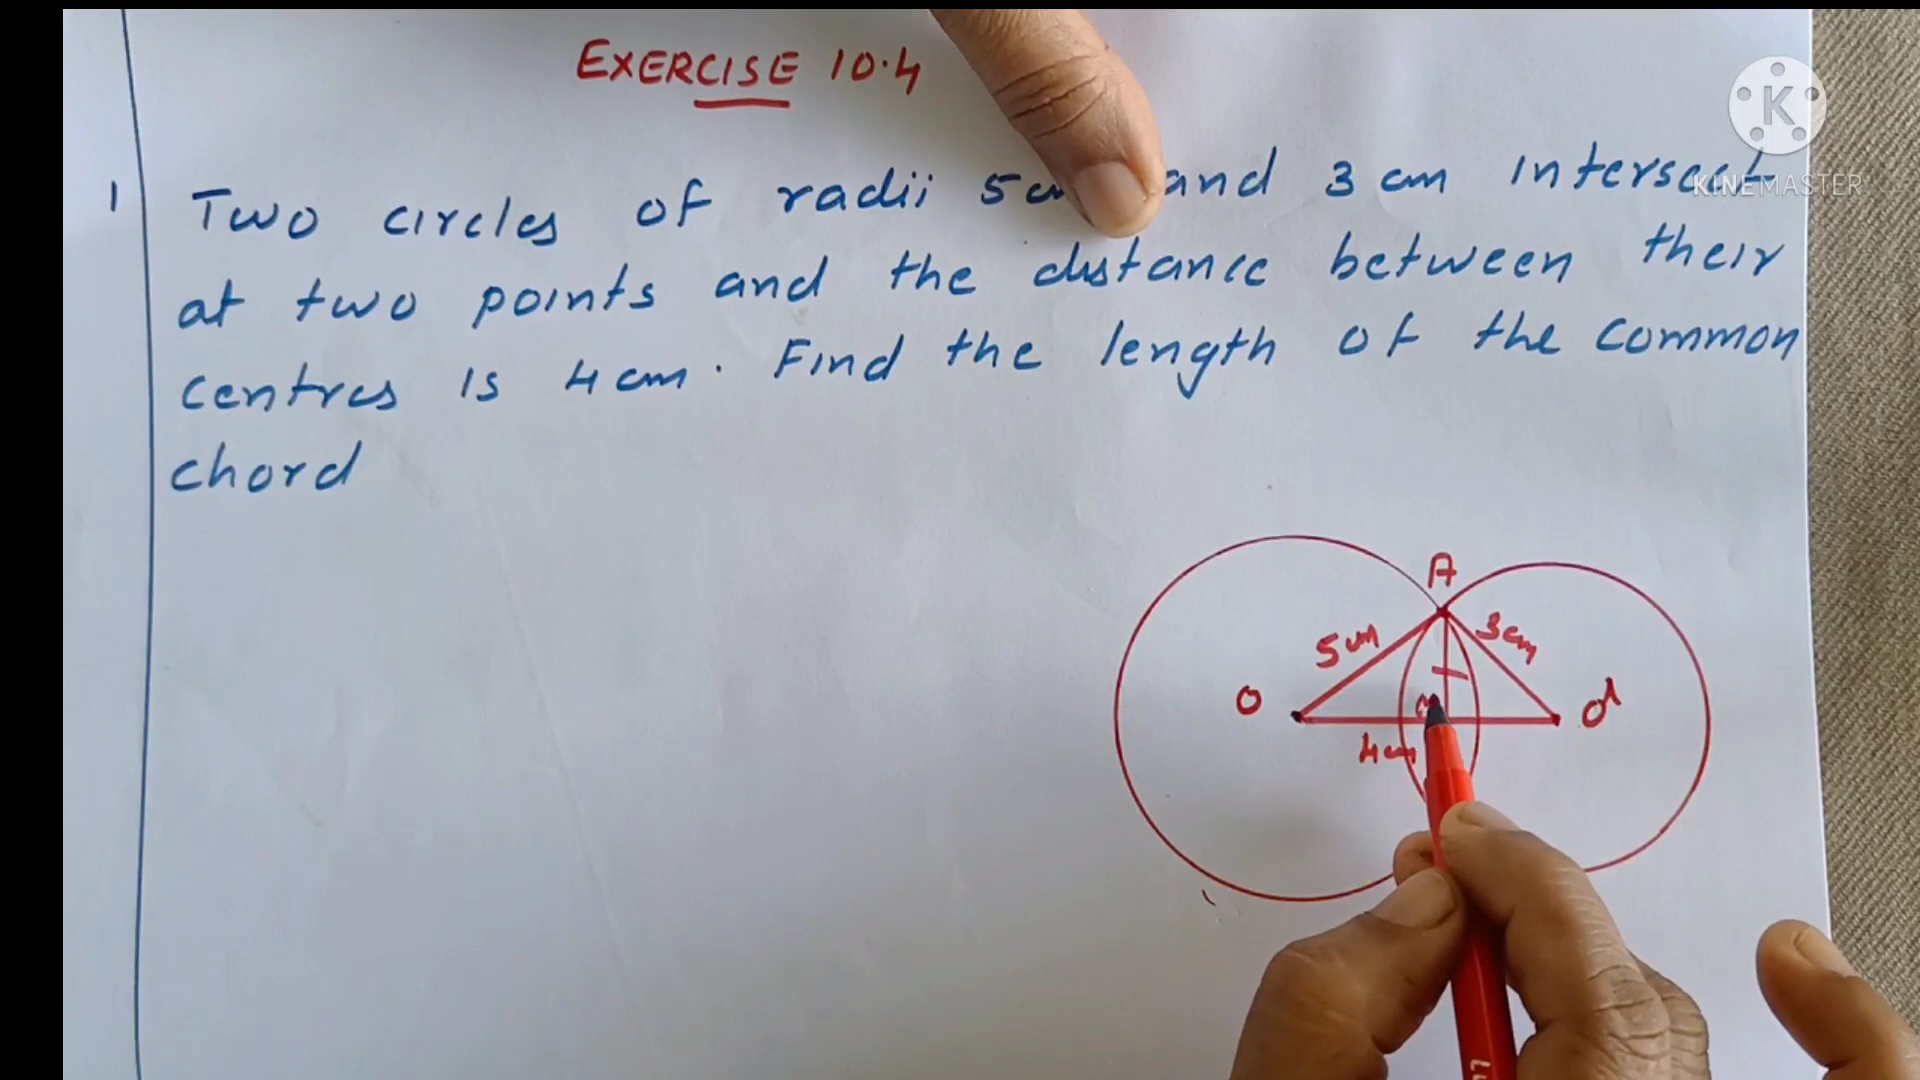 EXERCISE 10.4
1 Two circles of radii 5cm and 3 cm intersect
at two points and the distance between their
centres is 4 cm. Find the length of the common
chord
A
5cm 3cm
O O'
4cm
K
KINEMASTER